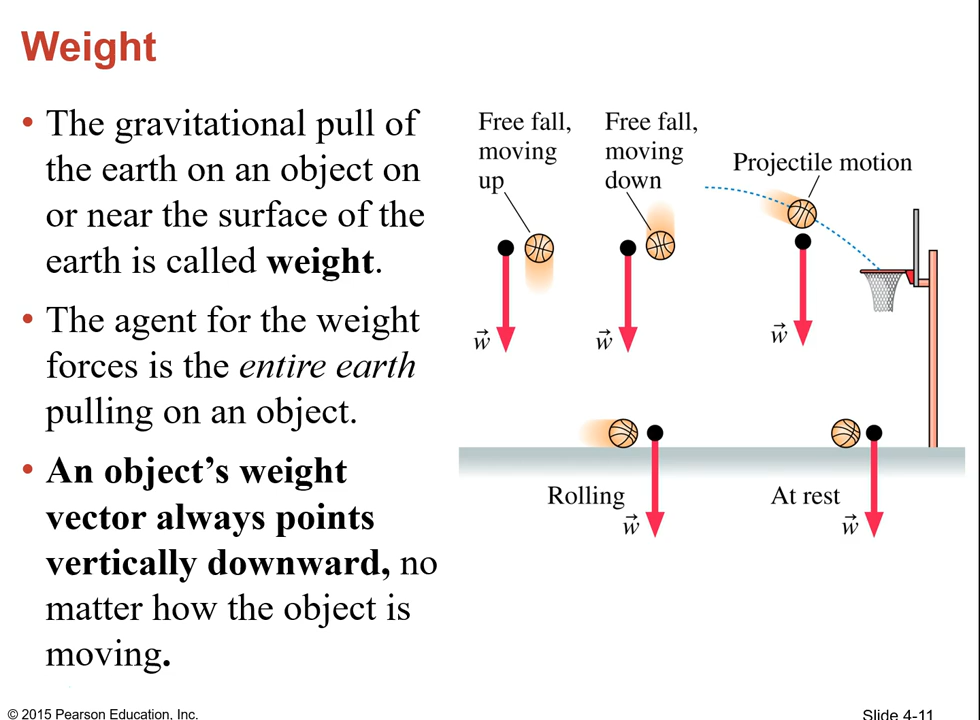 Weight
• The gravitational pull of
the earth on an object on
or near the surface of the
earth is called weight.
• The agent for the weight
forces is the entire earth
pulling on an object.
• An object’s weight
vector always points
vertically downward, no
matter how the object is
moving.
Free fall,
moving
up
Free fall,
moving
down
Projectile motion
w⃗
w⃗
w⃗
Rolling
w⃗
At rest
w⃗
© 2015 Pearson Education, Inc.
Slide 4-11